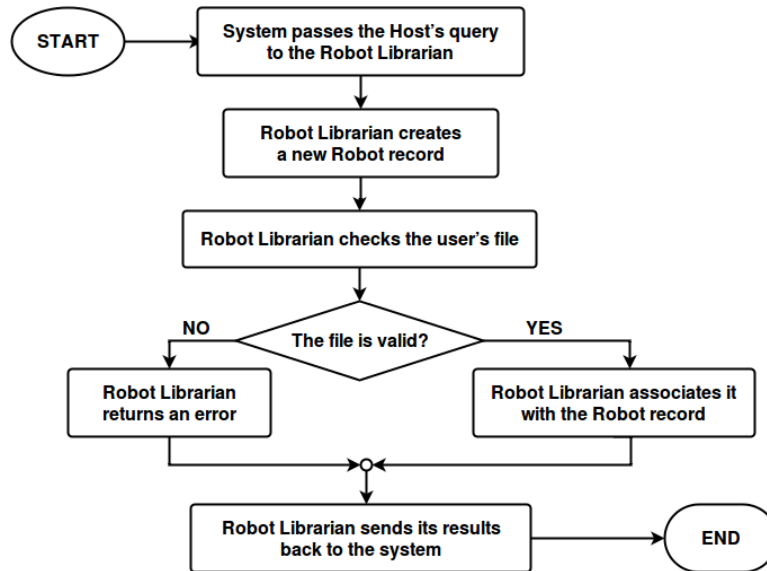 START
System passes the Host’s query
to the Robot Librarian
Robot Librarian creates
a new Robot record
Robot Librarian checks the user’s file
The file is valid?
NO
YES
Robot Librarian
returns an error
Robot Librarian associates it
with the Robot record
Robot Librarian sends its results
back to the system
END